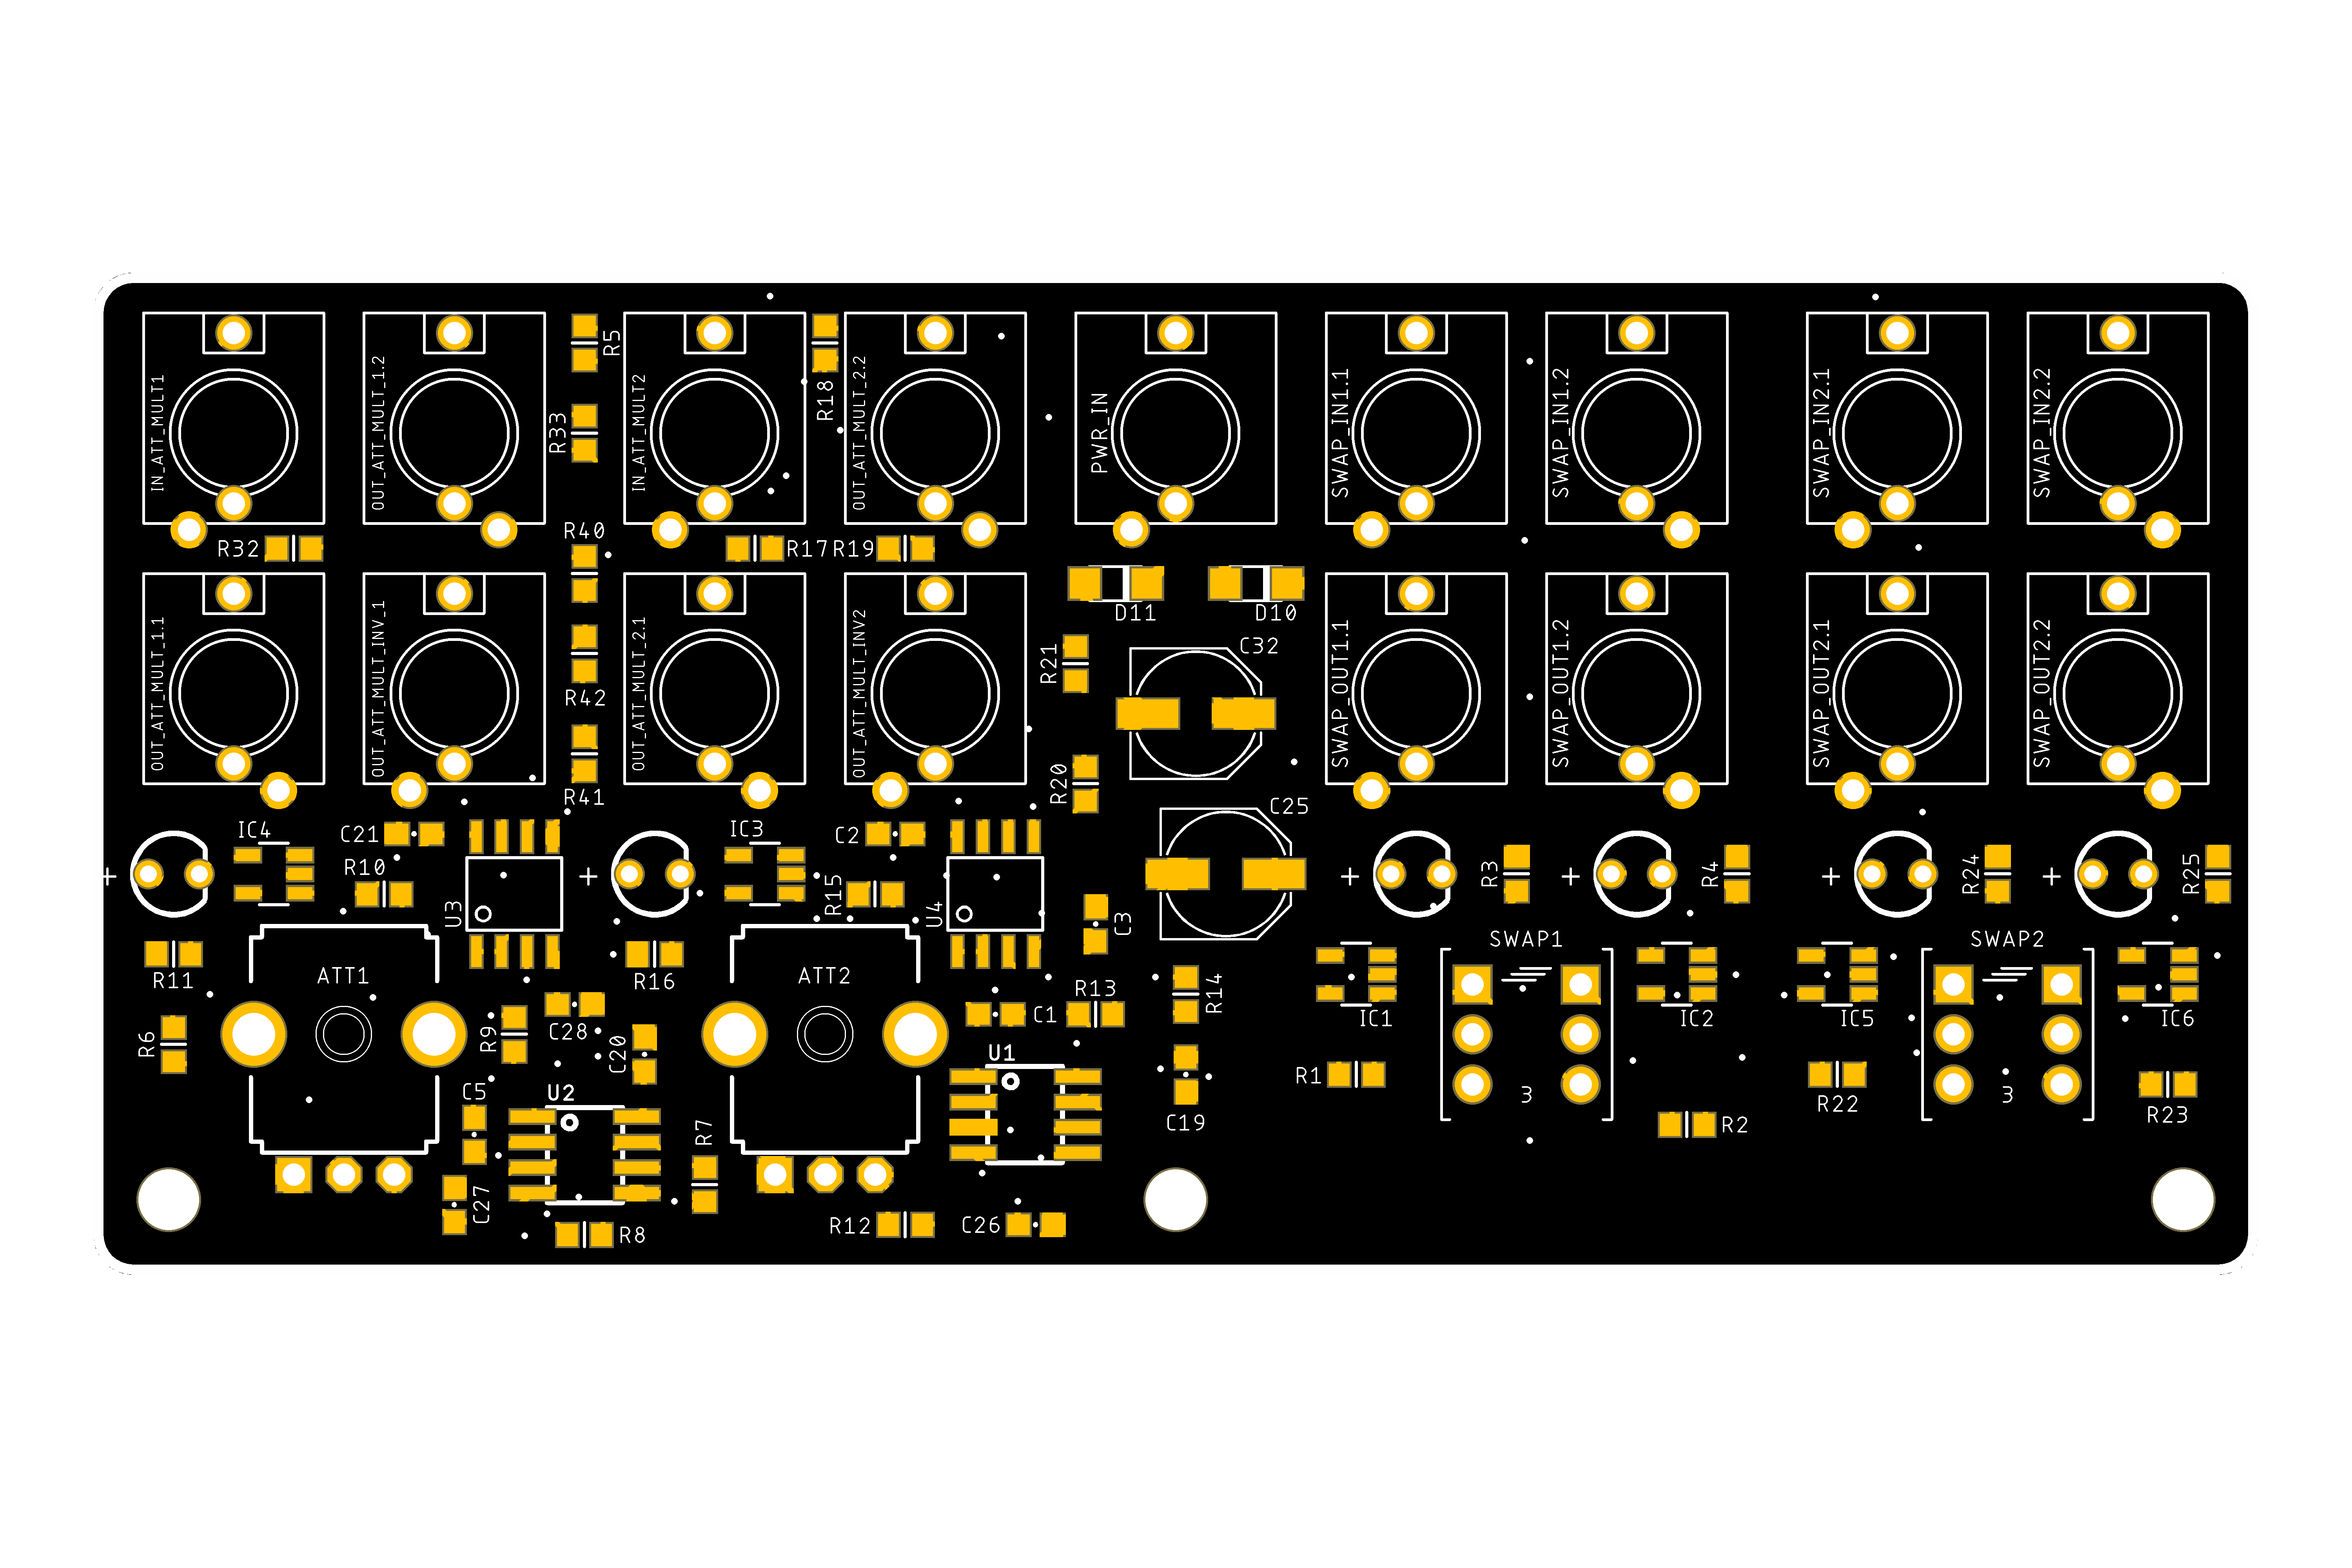 IN_ATT_MULT1
OUT_ATT_MULT_1.2
R5
R33
IN_ATT_MULT2
R18
OUT_ATT_MULT_2.2
PWR_IN
SWAP_IN1.1
SWAP_IN1.2
SWAP_IN2.1
SWAP_IN2.2
R32
R40
R17
R19
OUT_ATT_MULT_1.1
OUT_ATT_MULT_INV_1
R42
R41
OUT_ATT_MULT_2.1
OUT_ATT_MULT_INV2
D11
D10
C32
R21
R20
C25
SWAP_OUT1.1
SWAP_OUT1.2
SWAP_OUT2.1
SWAP_OUT2.2
+
IC4
C21
R10
U3
+
IC3
C2
R15
U4
C3
+
R3
+
R4
+
R24
+
R25
R11
ATT1
R16
ATT2
R13
R14
SWAP1
SWAP2
R6
R9
C28
C20
C1
IC1
IC2
IC5
IC6
U1
C5
U2
R7
C19
R1
3
R2
R22
3
R23
C27
R8
R12
C26